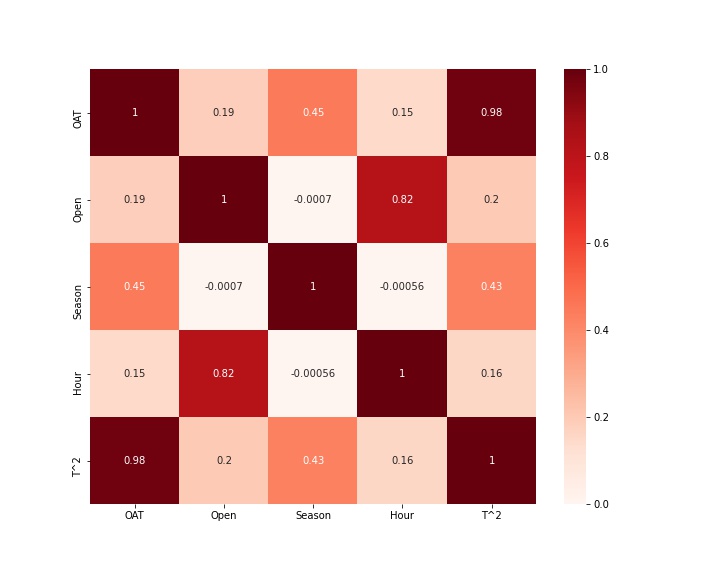 OAT 1 0.19 0.45 0.15 0.98
Open 0.19 1 -0.0007 0.82 0.2
Season 0.45 -0.0007 1 -0.00056 0.43
Hour 0.15 0.82 -0.00056 1 0.16
T^2 0.98 0.2 0.43 0.16 1
OAT Open Season Hour T^2
1.0
0.8
0.6
0.4
0.2
0.0